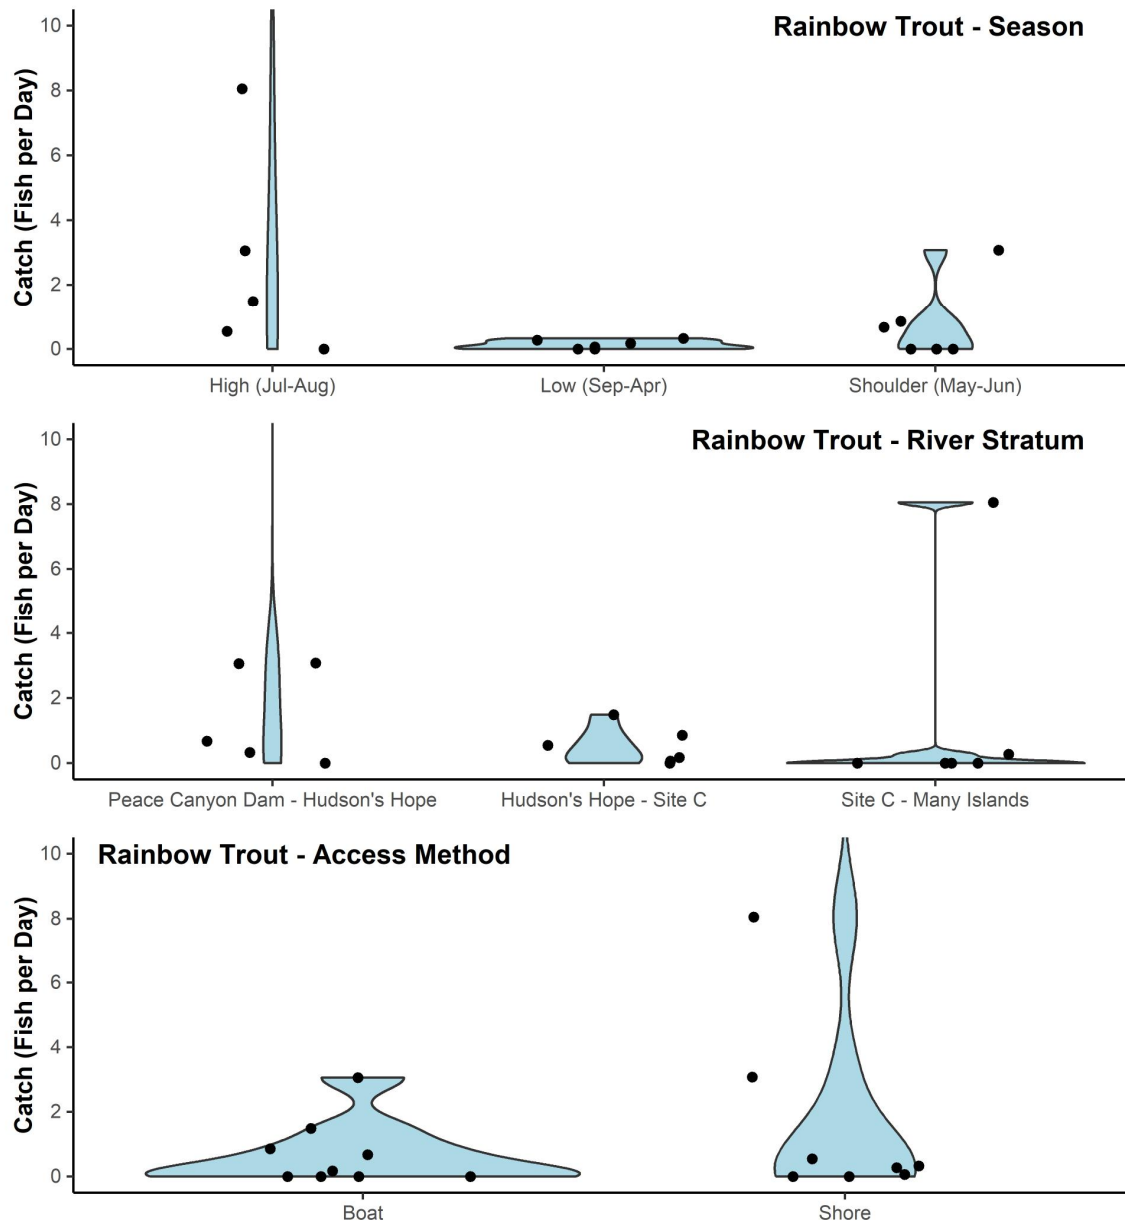 Rainbow Trout - Season
Catch (Fish per Day)
10
8
6
4
2
0
High (Jul-Aug)
Low (Sep-Apr)
Shoulder (May-Jun)
Rainbow Trout - River Stratum
Catch (Fish per Day)
10
8
6
4
2
0
Peace Canyon Dam - Hudson's Hope
Hudson's Hope - Site C
Site C - Many Islands
Rainbow Trout - Access Method
Catch (Fish per Day)
10
8
6
4
2
0
Boat
Shore